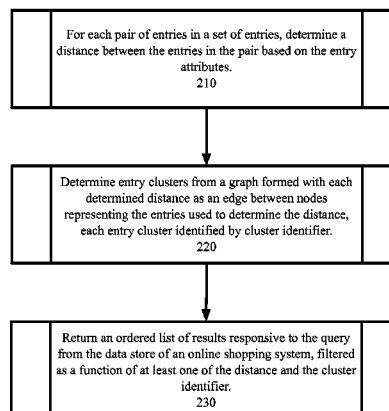 For each pair of entries in a set of entries, determine a
distance between the entries in the pair based on the entry
attributes.
210
Determine entry clusters from a graph formed with each
determined distance as an edge between nodes
representing the entries used to determine the distance,
each entry cluster identified by cluster identifier.
220
Return an ordered list of results responsive to the query
from the data store of an online shopping system, filtered
as a function of at least one of the distance and the cluster
identifier.
230